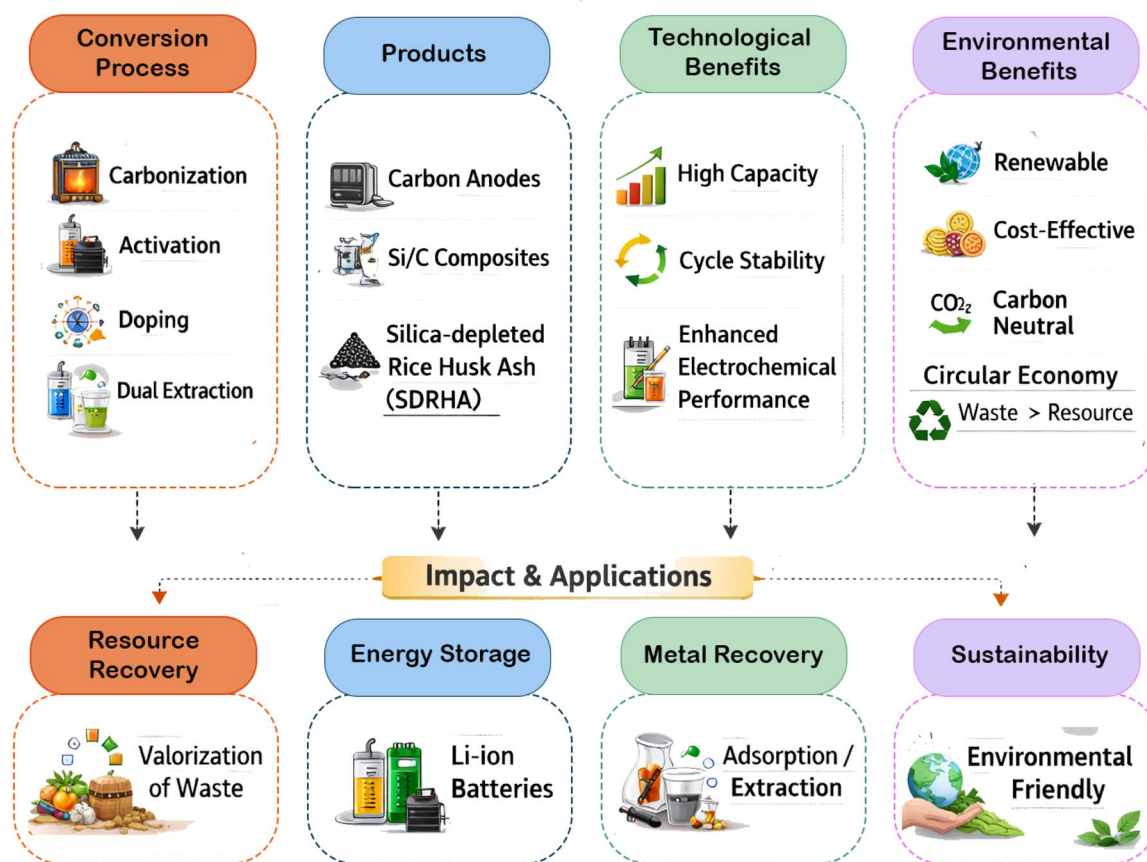 Conversion
Process
Products
Technological
Benefits
Environmental
Benefits
Carbonization
Activation
Doping
Dual Extraction
Carbon Anodes
Si/C Composites
Silica-depleted
Rice Husk Ash
(SDRHA)
High Capacity
Cycle Stability
Enhanced
Electrochemical
Performance
Renewable
Cost-Effective
CO2z
Carbon
Neutral
Circular Economy
Waste > Resource
Impact & Applications
Resource
Recovery
Energy Storage
Metal Recovery
Sustainability
Valorization
of Waste
Li-ion
Batteries
Adsorption /
Extraction
Environmental
Friendly